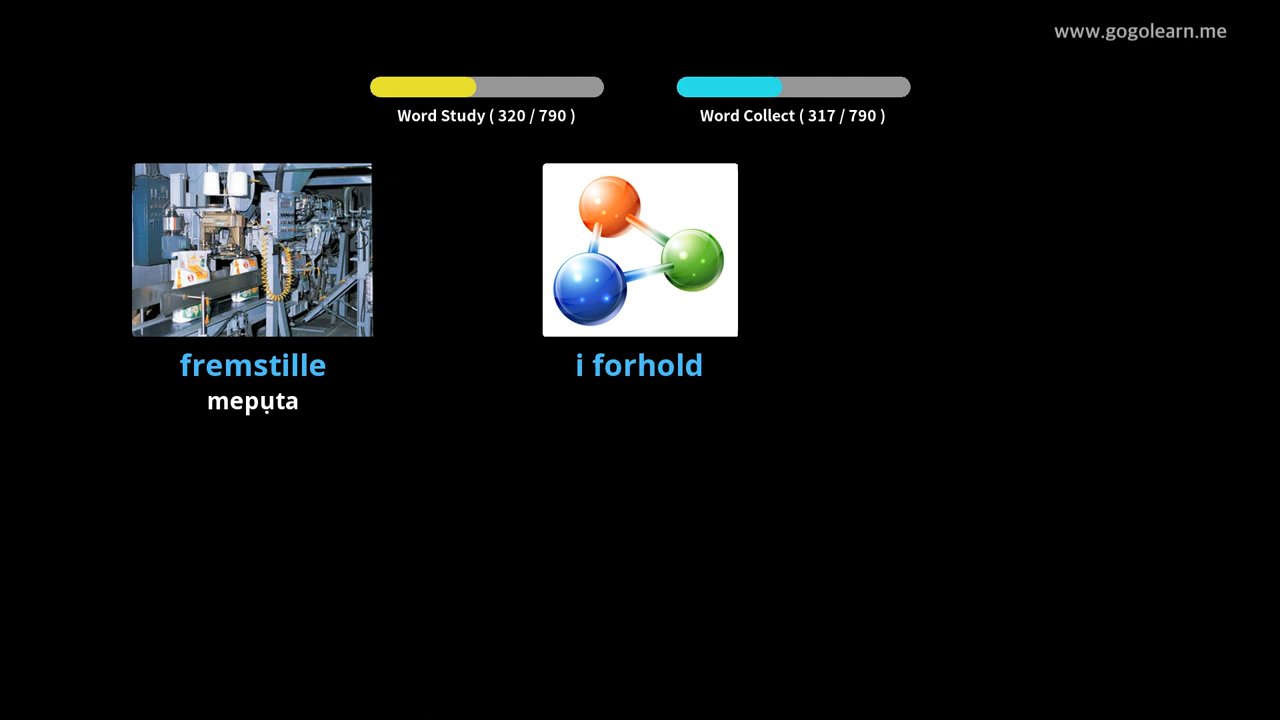 www.gogolearn.me
Word Study ( 320 / 790 )
Word Collect ( 317 / 790 )
fremstille
mepụta
i forhold